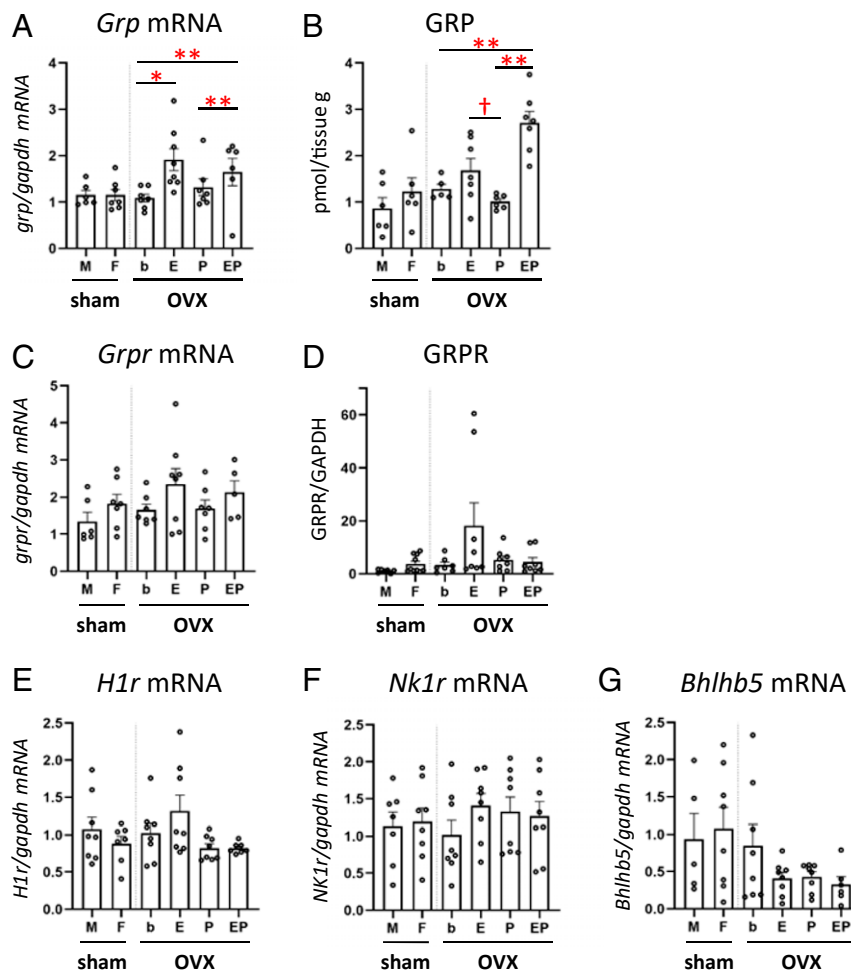 A Grp mRNA
grp/gapdh mRNA
4
3
2
1
0
** 
*
**
M F b E P EP
sham OVX
B GRP
pmol/tissue g
4
3
2
1
0
**
**
†
M F b E P EP
sham OVX
C Grpr mRNA
grpr/gapdh mRNA
5
4
3
2
1
0
M F b E P EP
sham OVX
D GRPR
GRPR/GAPDH
60
40
20
0
M F b E P EP
sham OVX
E H1r mRNA
H1r/gapdh mRNA
2.5
2.0
1.5
1.0
0.5
0.0
M F b E P EP
sham OVX
F Nk1r mRNA
NK1r/gapdh mRNA
2.5
2.0
1.5
1.0
0.5
0.0
M F b E P EP
sham OVX
G Bhlhb5 mRNA
Bhlhb5/gapdh mRNA
2.5
2.0
1.5
1.0
0.5
0.0
M F b E P EP
sham OVX